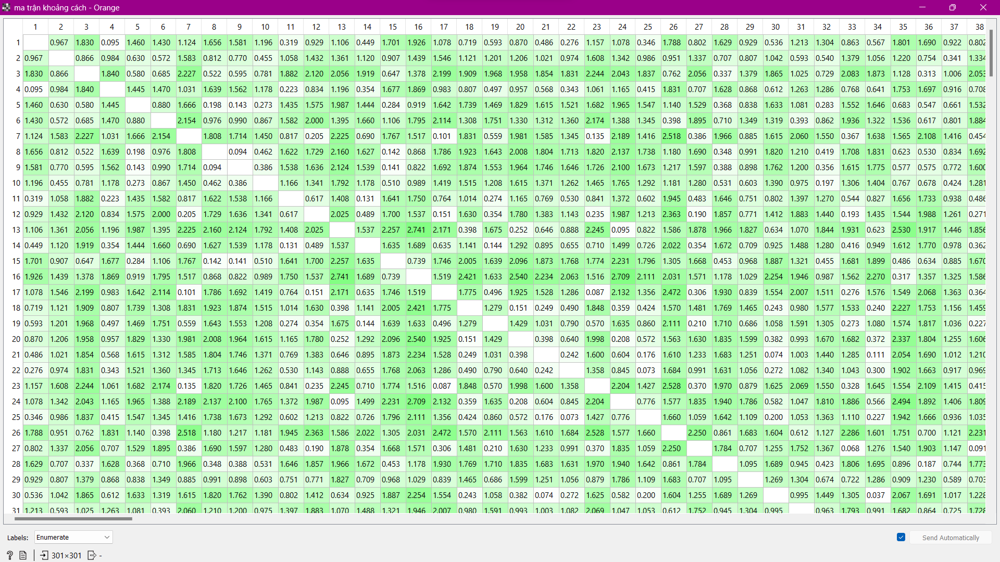 ma trận khoảng cách - Orange
1 2 3 4 5 6 7 8 9 10 11 12 13 14 15 16 17 18 19 20 21 22 23 24 25 26 27 28 29 30 31 32 33 34 35 36 37 38
1 0.967 1.830 0.095 1.460 1.430 1.124 1.656 1.581 1.196 0.319 0.929 1.106 0.449 1.701 1.926 1.078 0.719 0.593 0.870 0.486 0.276 1.157 1.078 0.346 1.788 0.802 1.629 0.929 0.536 1.213 1.304 0.863 0.567 1.801 1.690 0.922 0.802
2 0.967 0.866 0.984 0.630 0.572 1.583 0.812 0.770 0.455 1.058 1.432 1.361 1.120 0.907 1.439 1.546 1.121 1.201 1.206 1.021 0.974 1.608 1.342 0.986 0.951 1.337 0.707 0.807 1.042 0.593 0.540 1.379 1.056 1.220 0.754 0.341 1.334
3 1.830 0.866 1.840 0.580 0.685 2.227 0.522 0.595 0.781 1.882 2.120 2.056 1.919 0.647 1.378 2.199 1.909 1.968 1.958 1.854 1.831 2.244 2.043 1.837 0.762 2.056 0.337 1.379 1.865 1.025 0.729 2.083 1.873 1.128 0.313 1.006 2.053
4 0.095 0.984 1.840 1.445 1.470 1.031 1.639 1.562 1.178 0.223 0.834 1.196 0.354 1.677 1.869 0.983 0.807 0.497 0.957 0.568 0.343 1.061 1.165 0.415 1.831 0.707 1.628 0.868 0.612 1.263 1.286 0.768 0.641 1.753 1.697 0.916 0.708
5 1.460 0.630 0.580 1.445 0.880 1.666 0.198 0.143 0.273 1.435 1.575 1.987 1.444 0.284 0.919 1.642 1.739 1.469 1.829 1.615 1.521 1.682 1.965 1.547 1.140 1.529 0.368 0.838 1.633 1.081 0.283 1.552 1.646 0.683 0.547 0.661 1.532
6 1.430 0.572 0.685 1.470 0.880 2.154 0.976 0.990 0.867 1.582 2.000 1.395 1.660 1.106 1.795 2.114 1.308 1.751 1.330 1.312 1.360 2.174 1.388 1.345 0.398 1.895 0.710 1.349 1.319 0.393 0.862 1.936 1.322 1.536 0.617 0.801 1.884
7 1.124 1.583 2.227 1.031 1.666 2.154 1.808 1.714 1.450 0.817 0.205 2.225 0.690 1.767 1.517 0.101 1.831 0.559 1.981 1.585 1.345 0.135 2.189 1.416 2.518 0.386 1.966 0.885 1.615 2.060 1.550 0.367 1.638 1.565 2.108 1.416 0.454
8 1.656 0.812 0.522 1.639 0.198 0.976 1.808 0.094 0.462 1.622 1.729 2.160 1.627 0.142 0.868 1.786 1.923 1.643 2.008 1.804 1.713 1.820 2.137 1.738 1.180 1.690 0.348 0.991 1.820 1.210 0.419 1.708 1.831 0.623 0.530 0.834 1.692
9 1.581 0.770 0.595 1.562 0.143 0.990 1.714 0.094 0.386 1.538 1.636 2.124 1.539 0.141 0.822 1.692 1.874 1.553 1.964 1.746 1.646 1.726 2.100 1.673 1.217 1.597 0.388 0.898 1.762 1.200 0.356 1.615 1.775 0.577 0.575 0.772 1.600
10 1.196 0.455 0.781 1.178 0.273 0.867 1.450 0.462 0.386 1.166 1.341 1.792 1.178 0.510 0.989 1.419 1.515 1.208 1.615 1.371 1.262 1.465 1.765 1.292 1.181 1.280 0.531 0.603 1.390 0.975 0.197 1.306 1.404 0.767 0.678 0.424 1.281
11 0.319 1.058 1.882 0.223 1.435 1.582 0.817 1.622 1.538 1.166 0.617 1.408 0.131 1.641 1.750 0.764 1.014 0.274 1.165 0.769 0.530 0.841 1.372 0.602 1.945 0.483 1.646 0.751 0.802 1.397 1.270 0.544 0.827 1.656 1.733 0.938 0.486
12 0.929 1.432 2.120 0.834 1.575 2.000 0.205 1.729 1.636 1.341 0.617 2.025 0.489 1.700 1.537 0.151 1.630 0.354 1.780 1.383 1.143 0.235 1.987 1.213 2.363 0.190 1.857 0.771 1.412 1.883 1.440 0.193 1.435 1.544 1.988 1.261 0.271
13 1.106 1.361 2.056 1.196 1.987 1.395 2.225 2.160 2.124 1.792 1.408 2.025 1.537 2.257 2.741 2.171 0.398 1.675 0.252 0.646 0.888 2.245 0.095 0.822 1.586 1.878 1.966 1.827 0.634 1.070 1.844 1.931 0.623 2.530 1.917 1.446 1.856
14 0.449 1.120 1.919 0.354 1.444 1.660 0.690 1.627 1.539 1.178 0.131 0.489 1.537 1.635 1.689 0.635 1.141 0.144 1.292 0.895 0.655 0.710 1.499 0.726 2.022 0.354 1.672 0.709 0.925 1.488 1.280 0.416 0.949 1.612 1.770 0.978 0.362
15 1.701 0.907 0.647 1.677 0.284 1.106 1.767 0.142 0.141 0.510 1.641 1.700 2.257 1.635 0.739 1.746 2.005 1.639 2.096 1.873 1.768 1.774 2.231 1.796 1.305 1.668 0.453 0.968 1.887 1.321 0.455 1.681 1.899 0.486 0.634 0.885 1.670
16 1.926 1.439 1.378 1.869 0.919 1.795 1.517 0.868 0.822 0.989 1.750 1.537 2.741 1.689 0.739 1.519 2.421 1.633 2.540 2.234 2.063 1.516 2.709 2.111 2.031 1.571 1.178 1.029 2.254 1.946 0.987 1.562 2.270 0.317 1.357 1.325 1.586
17 1.078 1.546 2.199 0.983 1.642 2.114 0.101 1.786 1.692 1.419 0.764 0.151 2.171 0.635 1.746 1.519 1.775 0.496 1.925 1.528 1.286 0.087 2.132 1.356 2.472 0.306 1.930 0.839 1.554 2.007 1.511 0.276 1.576 1.549 2.068 1.363 0.364
18 0.719 1.121 1.909 0.807 1.739 1.308 1.831 1.923 1.874 1.515 1.014 1.630 0.398 1.141 2.005 2.421 1.775 1.279 0.151 0.249 0.490 1.848 0.359 0.424 1.570 1.481 1.769 1.465 0.243 0.980 1.577 1.533 0.240 2.227 1.753 1.156 1.459
19 0.593 1.201 1.968 0.497 1.469 1.751 0.559 1.643 1.553 1.208 0.274 0.354 1.675 0.144 1.639 1.633 0.496 1.279 1.429 1.031 0.790 0.570 1.635 0.860 2.111 0.210 1.710 0.686 1.058 1.591 1.305 0.273 1.080 1.574 1.817 1.036 0.227
20 0.870 1.206 1.958 0.957 1.829 1.330 1.981 2.008 1.964 1.615 1.165 1.780 0.252 1.292 2.096 2.540 1.925 0.151 1.429 0.398 0.640 1.998 0.208 0.572 1.563 1.630 1.835 1.599 0.382 0.993 1.670 1.682 0.372 2.337 1.804 1.255 1.606
21 0.486 1.021 1.854 0.568 1.615 1.312 1.585 1.804 1.746 1.371 0.769 1.383 0.646 0.895 1.873 2.234 1.528 0.249 1.031 0.398 0.242 1.600 0.604 0.176 1.610 1.233 1.683 1.251 0.074 1.003 1.440 1.285 0.111 2.054 1.690 1.012 1.210
22 0.276 0.974 1.831 0.343 1.521 1.360 1.345 1.713 1.646 1.262 0.530 1.143 0.888 0.655 1.768 2.063 1.286 0.490 0.790 0.640 0.242 1.358 0.845 0.073 1.684 0.991 1.631 1.056 0.272 1.082 1.340 1.043 0.300 1.902 1.663 0.917 0.969
23 1.157 1.608 2.244 1.061 1.682 2.174 0.135 1.820 1.726 1.465 0.841 0.235 2.245 0.710 1.774 1.516 0.087 1.848 0.570 1.998 1.600 1.358 2.204 1.427 2.528 0.370 1.970 0.879 1.625 2.069 1.550 0.328 1.645 1.554 2.109 1.415 0.415
24 1.078 1.342 2.043 1.165 1.965 1.388 2.189 2.137 2.100 1.765 1.372 1.987 0.095 1.499 2.231 2.709 2.132 0.359 1.635 0.208 0.604 0.845 2.204 0.776 1.577 1.835 1.940 1.786 0.582 1.047 1.810 1.886 0.566 2.494 1.892 1.406 1.809
25 0.346 0.986 1.837 0.415 1.547 1.345 1.416 1.738 1.673 1.292 0.602 1.213 0.822 0.726 1.796 2.111 1.356 0.424 0.860 0.572 0.176 0.073 1.427 0.776 1.660 1.059 1.642 1.109 0.200 1.053 1.363 1.110 0.227 1.942 1.666 0.936 1.035
26 1.788 0.951 0.762 1.831 1.140 0.398 2.518 1.180 1.217 1.181 1.945 2.363 1.586 2.022 1.305 2.031 2.472 1.570 2.111 1.563 1.610 1.684 2.528 1.577 1.660 2.250 0.861 1.683 1.604 0.612 1.127 2.286 1.601 1.751 0.700 1.121 2.231
27 0.802 1.337 2.056 0.707 1.529 1.895 0.386 1.690 1.597 1.280 0.483 0.190 1.878 0.354 1.668 1.571 0.306 1.481 0.210 1.630 1.233 0.991 0.370 1.835 1.059 2.250 1.784 0.707 1.255 1.752 1.367 0.068 1.276 1.540 1.903 1.147 0.091
28 1.629 0.707 0.337 1.628 0.368 0.710 1.966 0.348 0.388 0.531 1.646 1.857 1.966 1.672 0.453 1.178 1.930 1.769 1.710 1.835 1.683 1.631 1.970 1.940 1.642 0.861 1.784 1.095 1.689 0.945 0.423 1.806 1.695 0.896 0.187 0.744 1.773
29 0.929 0.807 1.379 0.868 0.838 1.349 0.885 0.991 0.898 0.603 0.751 0.771 1.827 0.709 0.968 1.029 0.839 1.465 0.686 1.599 1.251 1.056 0.879 1.786 1.109 1.683 0.707 1.095 1.269 1.304 0.674 0.722 1.286 0.909 1.230 0.589 0.703
30 0.536 1.042 1.865 0.612 1.633 1.319 1.615 1.820 1.762 1.390 0.802 1.412 0.634 0.925 1.887 2.254 1.554 0.243 1.058 0.382 0.074 0.272 1.625 0.582 0.200 1.604 1.255 1.689 1.269 0.995 1.449 1.305 0.037 2.067 1.691 1.017 1.228
31 1.213 0.593 1.025 1.263 1.081 0.393 2.060 1.210 1.200 0.975 1.397 1.883 1.070 1.488 1.321 1.946 2.007 0.980 1.591 0.993 1.003 1.082 2.069 1.047 1.053 0.612 1.752 0.945 1.304 0.995 0.963 1.793 0.991 1.682 0.864 0.725 1.728
Labels: Enumerate
Send Automatically
? 301×301 -